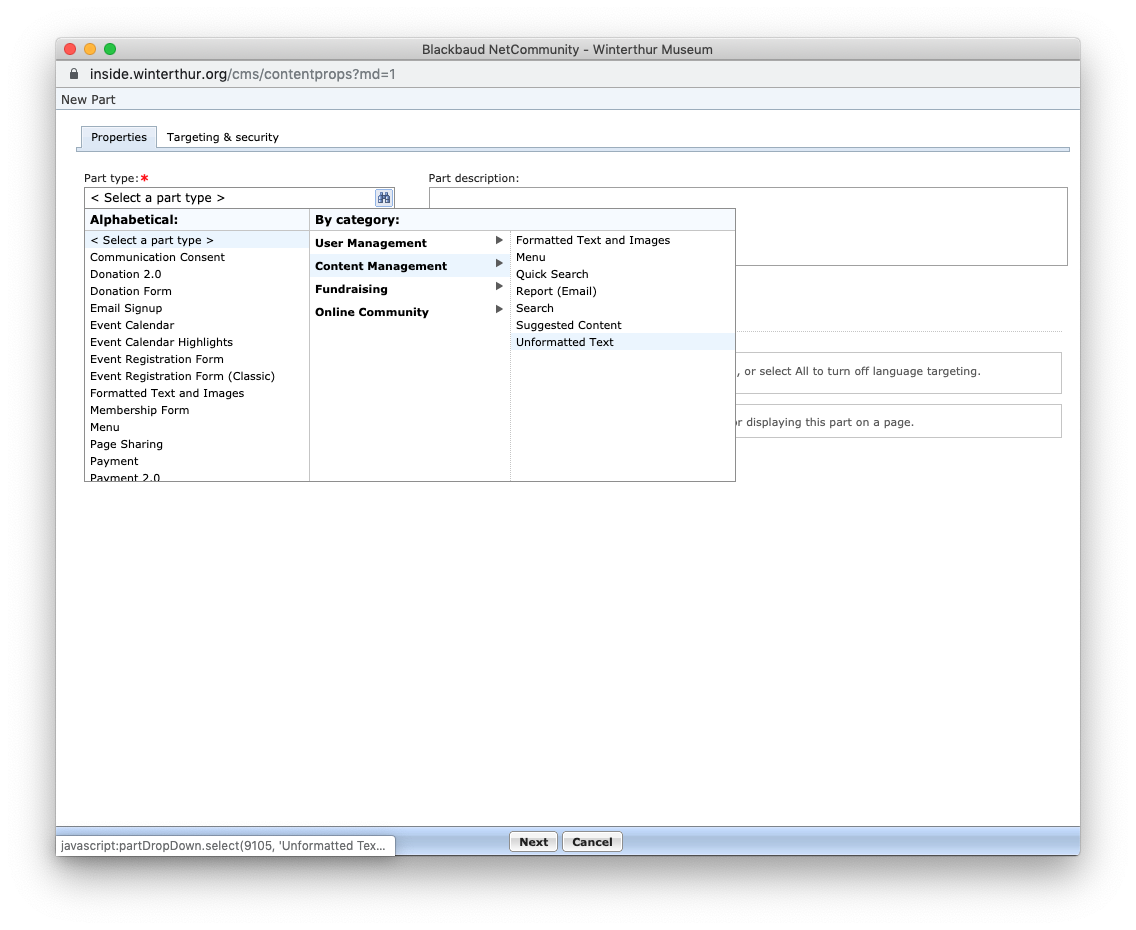 Blackbaud NetCommunity - Winterthur Museum
inside.winterthur.org/cms/contentprops?md=1
New Part
Properties
Targeting & security
Part type:*
Part description:
< Select a part type >
Alphabetical:
< Select a part type >
Communication Consent
Donation 2.0
Donation Form
Email Signup
Event Calendar
Event Calendar Highlights
Event Registration Form
Event Registration Form (Classic)
Formatted Text and Images
Membership Form
Menu
Page Sharing
Payment
Payment 2.0
By category:
User Management
Content Management
Fundraising
Online Community
Formatted Text and Images
Menu
Quick Search
Report (Email)
Search
Suggested Content
Unformatted Text
, or select All to turn off language targeting.
displaying this part on a page.
Next
Cancel
javascript:partDropDown.select(9105, 'Unformatted Tex...